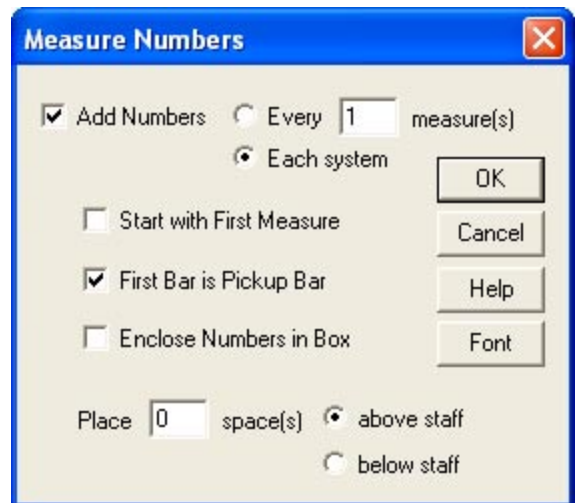 Measure Numbers
Add Numbers Every 1 measure(s)
Each system
OK
Start with First Measure
Cancel
First Bar is Pickup Bar
Help
Enclose Numbers in Box
Font
Place 0 space(s) above staff
below staff